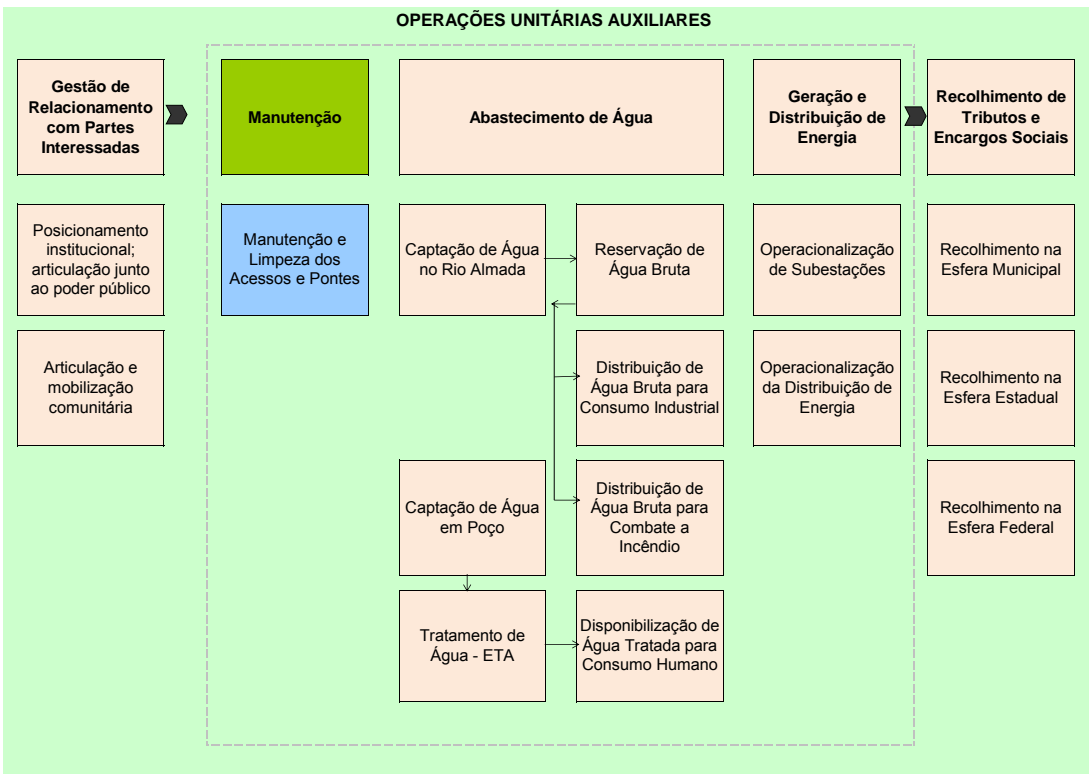 OPERAÇÕES UNITÁRIAS AUXILIARES
Gestão de
Relacionamento
com Partes
Interessadas
Manutenção
Abastecimento de Água
Geração e
Distribuição de
Energia
Recolhimento de
Tributos e
Encargos Sociais
Posicionamento
institucional;
articulação junto
ao poder público
Manutenção e
Limpeza dos
Acessos e Pontes
Captação de Água
no Rio Almada
Reservação de
Água Bruta
Operacionalização
de Subestações
Recolhimento na
Esfera Municipal
Articulação e
mobilização
comunitária
Distribuição de
Água Bruta para
Consumo Industrial
Operacionalização
da Distribuição de
Energia
Recolhimento na
Esfera Estadual
Captação de Água
em Poço
Distribuição de
Água Bruta para
Combate a
Incêndio
Recolhimento na
Esfera Federal
Tratamento de
Água - ETA
Disponibilização de
Água Tratada para
Consumo Humano